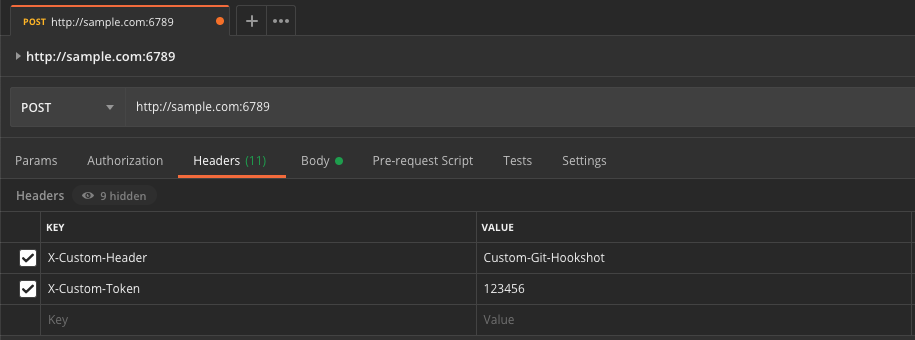 POST http://sample.com:6789
http://sample.com:6789
POST http://sample.com:6789
Params Authorization Headers (11) Body Pre-request Script Tests Settings
Headers 9 hidden
KEY VALUE
X-Custom-Header Custom-Git-Hookshot
X-Custom-Token 123456
Key Value